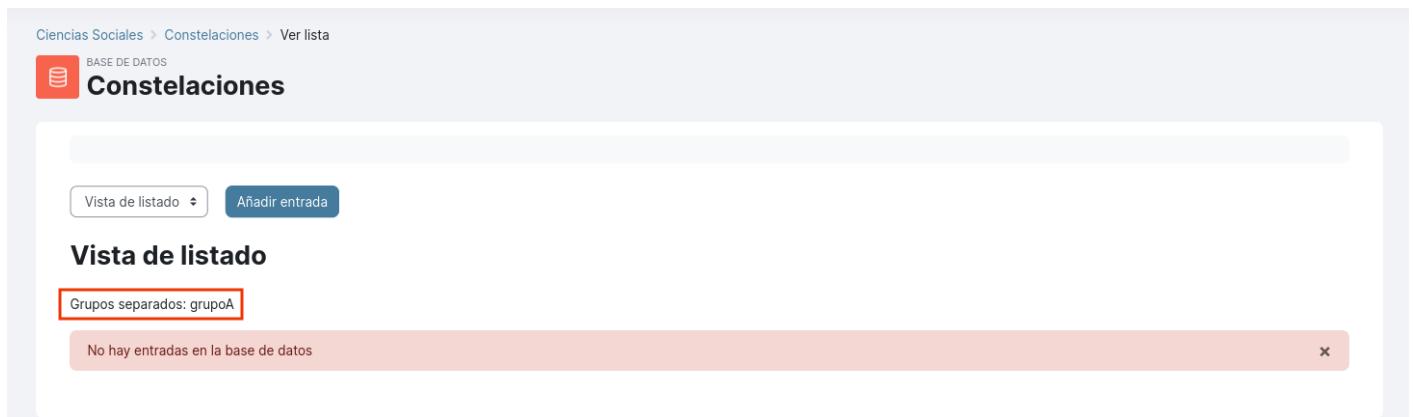 Ciencias Sociales > Constelaciones > Ver lista
BASE DE DATOS
Constelaciones
Vista de listado
Añadir entrada
Vista de listado
Grupos separados: grupoA
No hay entradas en la base de datos
×